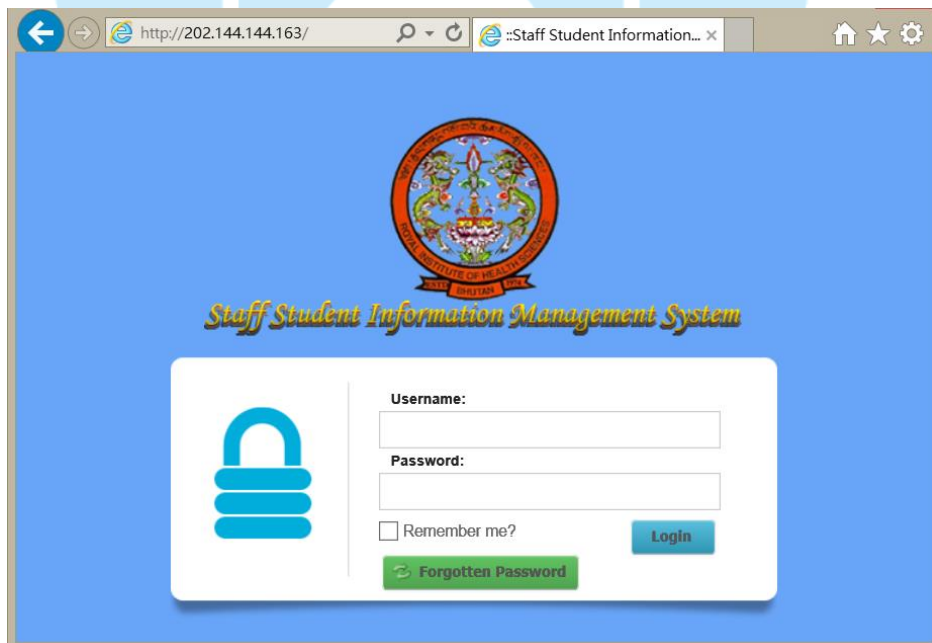 http://202.144.144.163/
::Staff Student Information...
ROYAL INSTITUTE OF HEALTH SCIENCES
ESTD 1974
BHUTAN
Staff Student Information Management System
Username:
Password:
Remember me?
Login
Forgotten Password